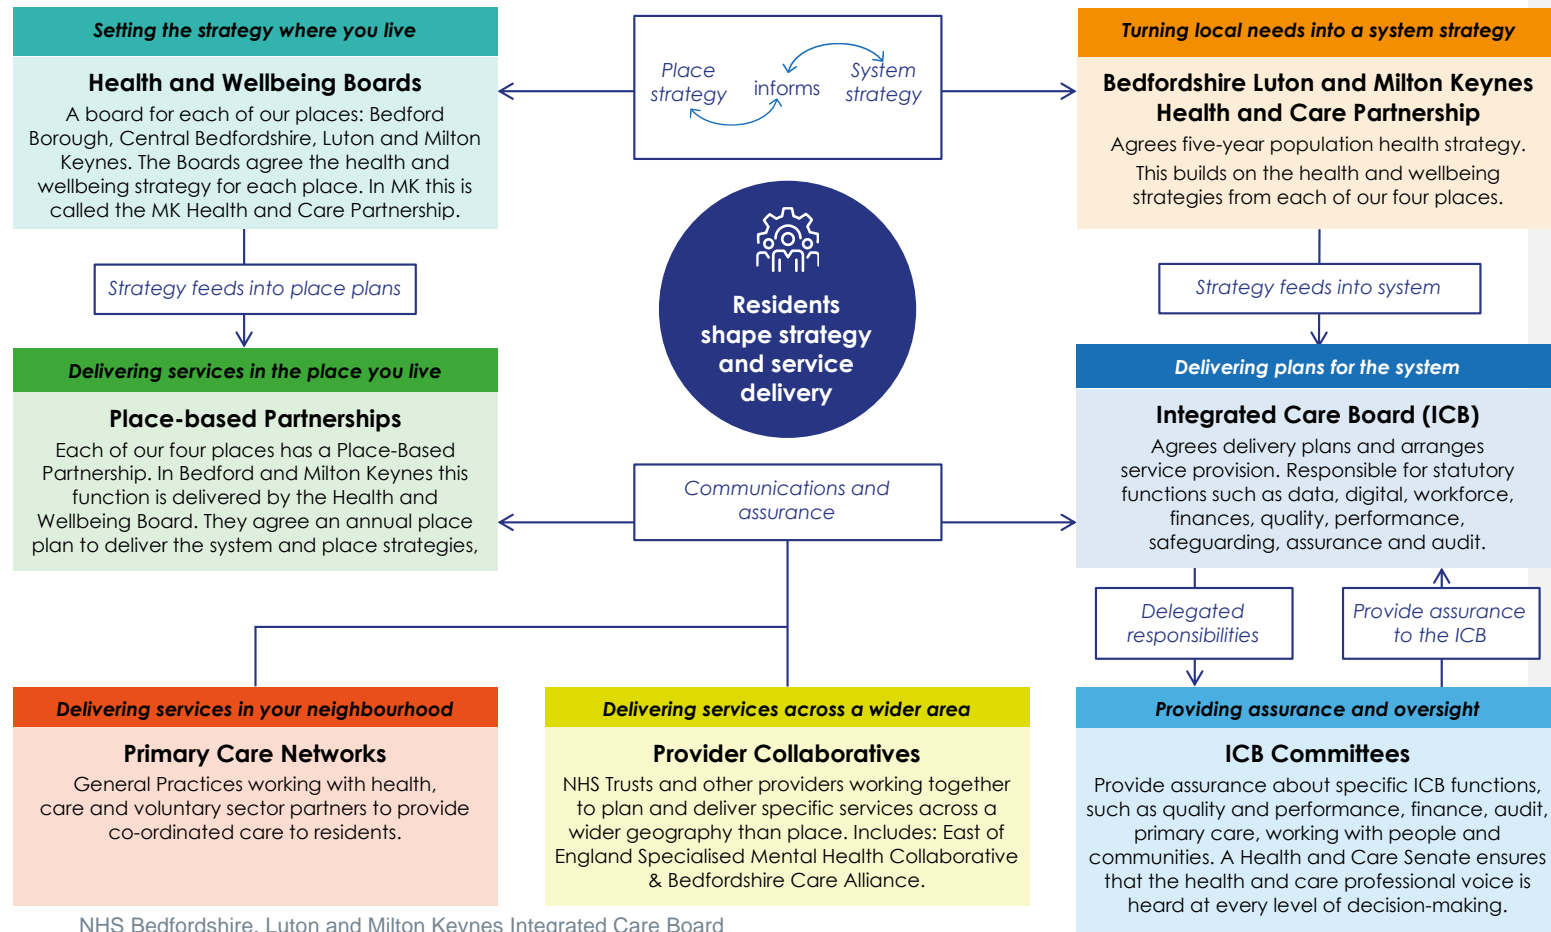 Setting the strategy where you live
Health and Wellbeing Boards
A board for each of our places: Bedford
Borough, Central Bedfordshire, Luton and Milton
Keynes. The Boards agree the health and
wellbeing strategy for each place. In MK this is
called the MK Health and Care Partnership.
Place
strategy
informs
System
strategy
Turning local needs into a system strategy
Bedfordshire Luton and Milton Keynes
Health and Care Partnership
Agrees five-year population health strategy.
This builds on the health and wellbeing
strategies from each of our four places.
Strategy feeds into place plans
Residents
shape strategy
and service
delivery
Strategy feeds into system
Delivering services in the place you live
Place-based Partnerships
Each of our four places has a Place-Based
Partnership. In Bedford and Milton Keynes this
function is delivered by the Health and
Wellbeing Board. They agree an annual place
plan to deliver the system and place strategies,
Communications and
assurance
Delivering plans for the system
Integrated Care Board (ICB)
Agrees delivery plans and arranges
service provision. Responsible for statutory
functions such as data, digital, workforce,
finances, quality, performance,
safeguarding, assurance and audit.
Delegated
responsibilities
Provide assurance
to the ICB
Delivering services in your neighbourhood
Primary Care Networks
General Practices working with health,
care and voluntary sector partners to provide
co-ordinated care to residents.
Delivering services across a wider area
Provider Collaboratives
NHS Trusts and other providers working together
to plan and deliver specific services across a
wider geography than place. Includes: East of
England Specialised Mental Health Collaborative
& Bedfordshire Care Alliance.
Providing assurance and oversight
ICB Committees
Provide assurance about specific ICB functions,
such as quality and performance, finance, audit,
primary care, working with people and
communities. A Health and Care Senate ensures
that the health and care professional voice is
heard at every level of decision-making.
NHS Bedfordshire, Luton and Milton Keynes Integrated Care Board